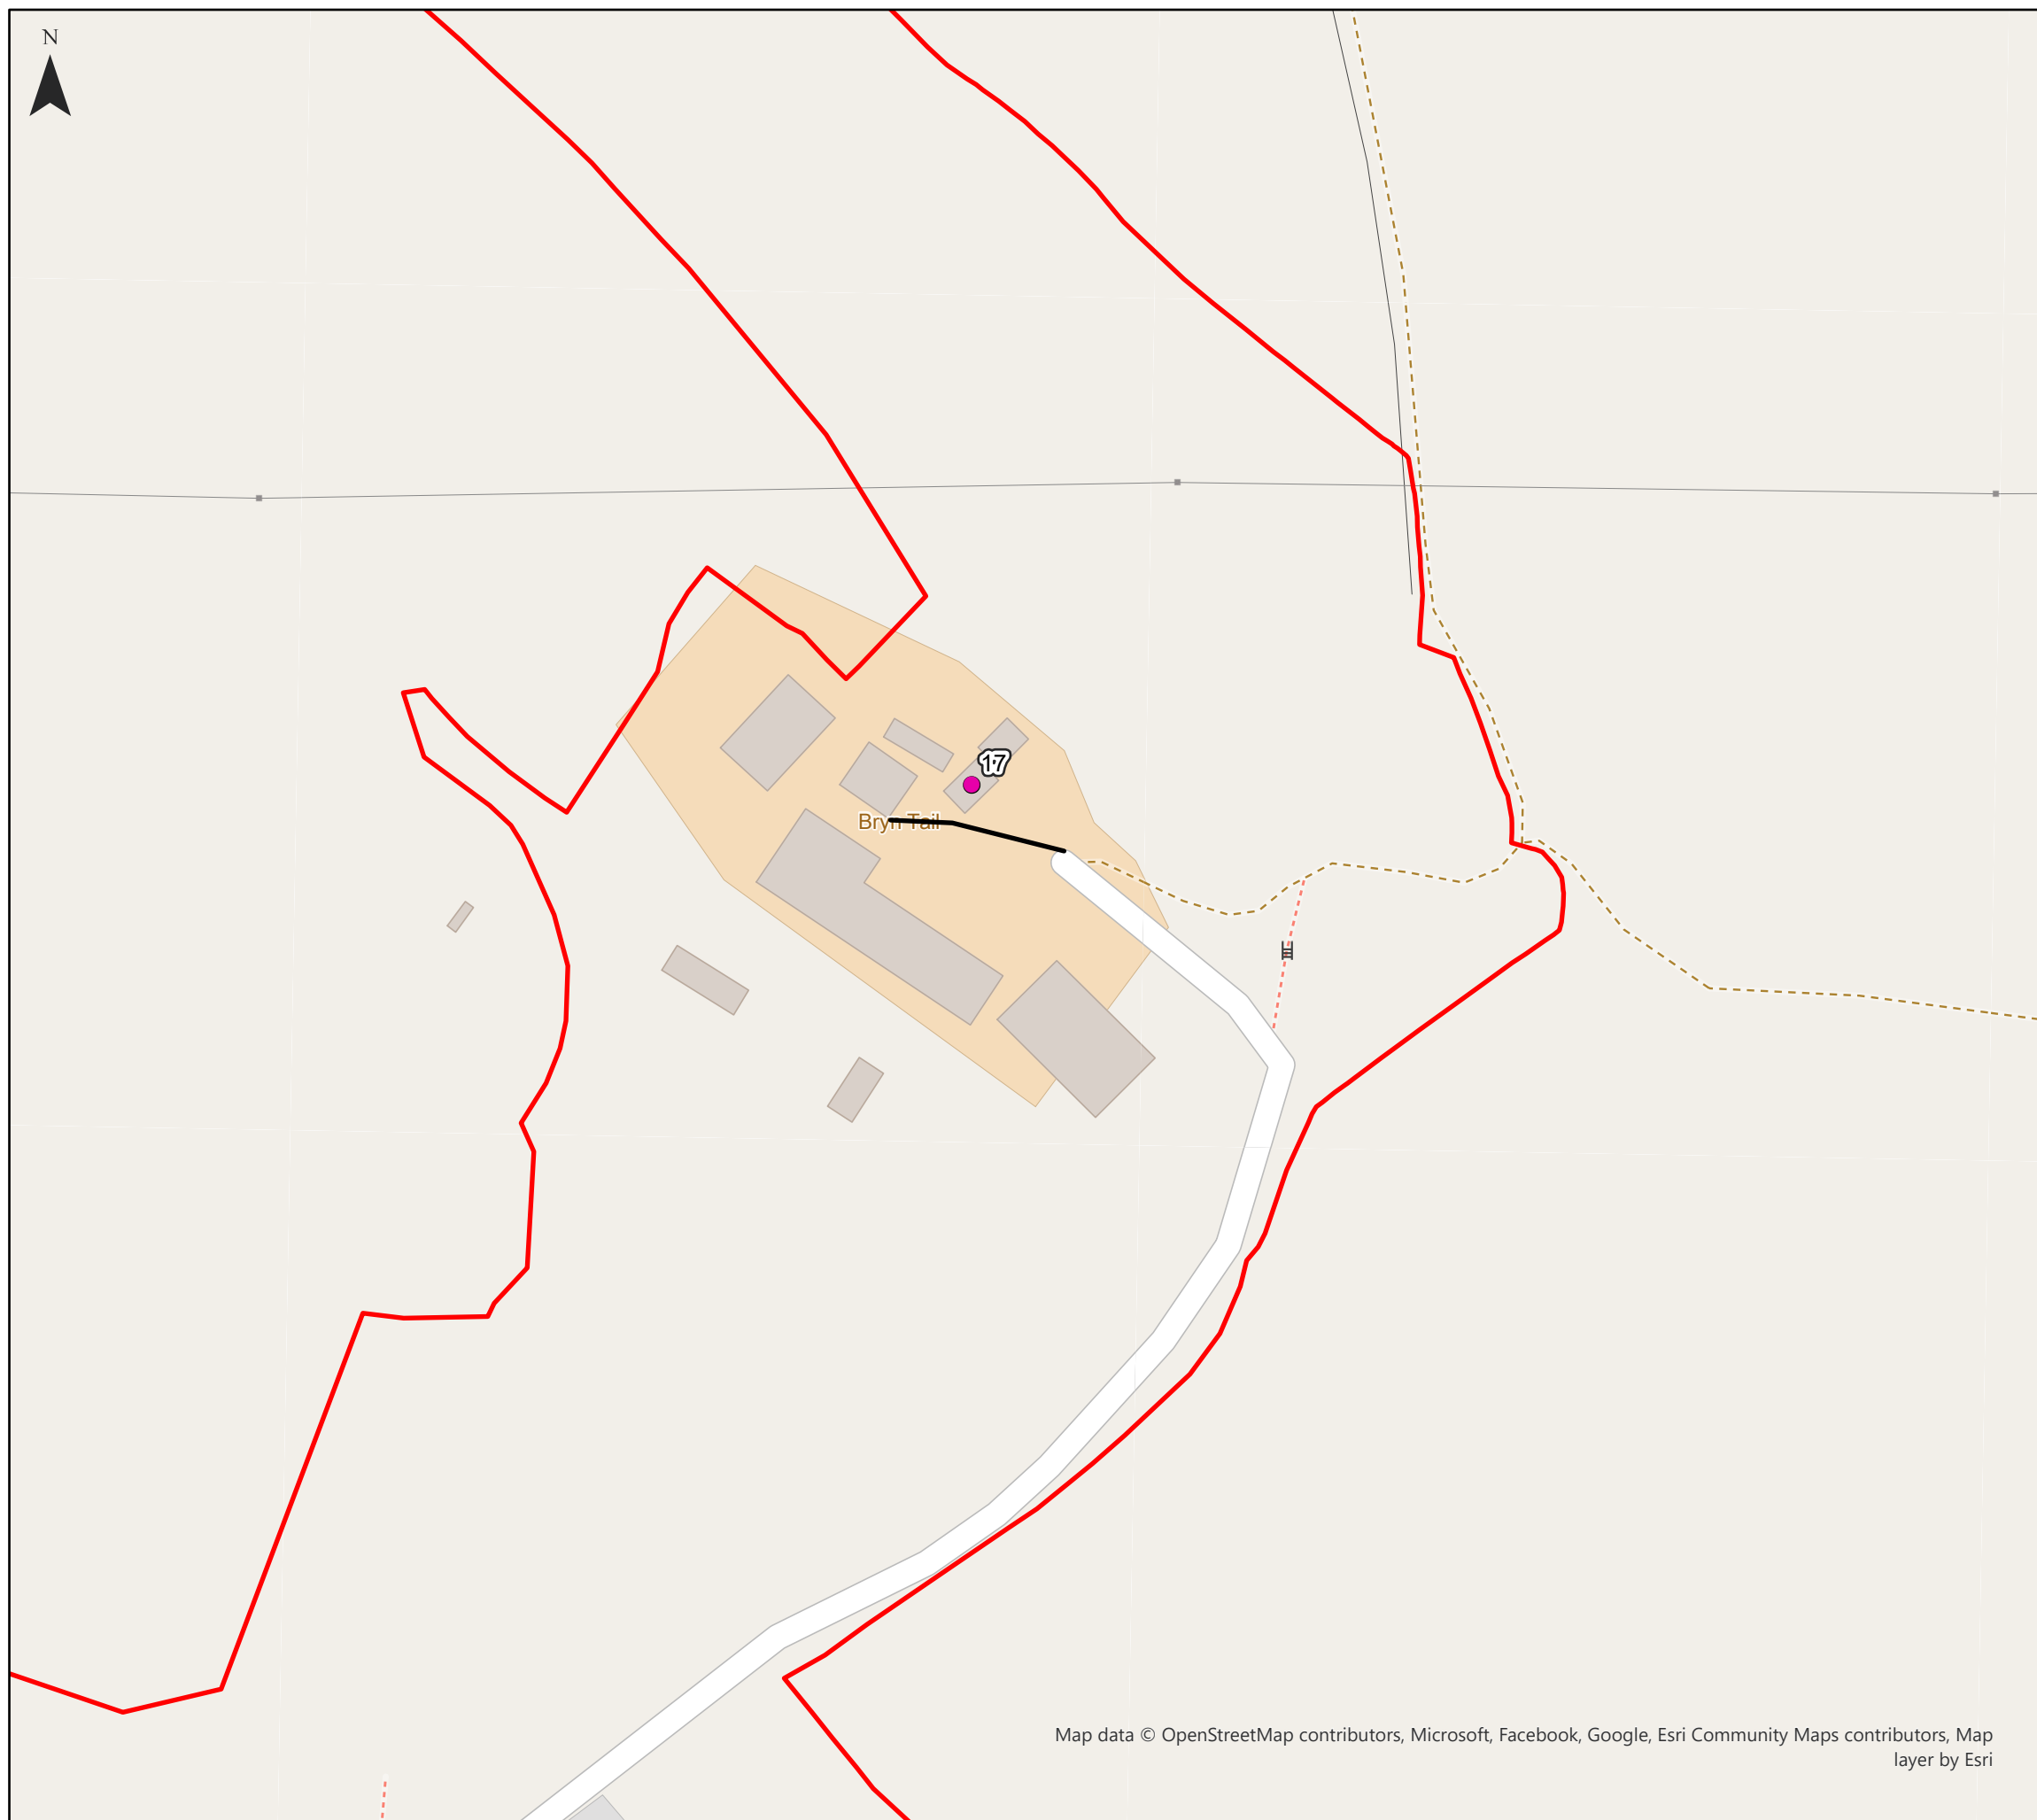 N
17
Bryn Tail
Map data © OpenStreetMap contributors, Microsoft, Facebook, Google, Esri Community Maps contributors, Map
layer by Esri